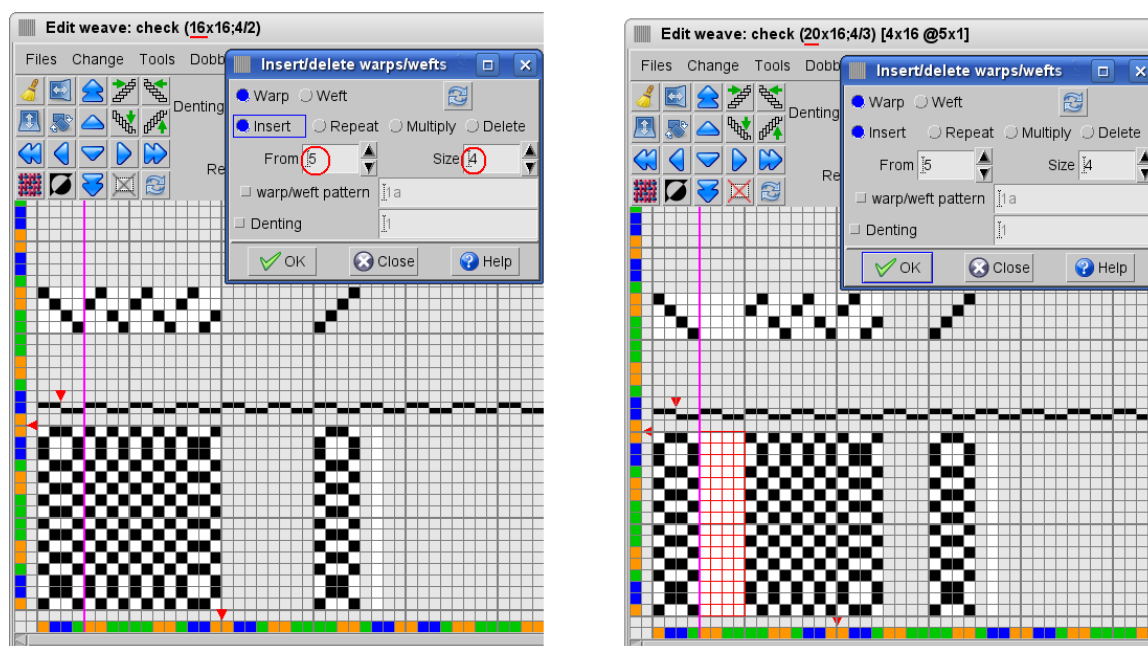 Edit weave: check (16x16;4/2)
Files Change Tools Dobb
Insert/delete warps/wefts
Warp Weft
Denting
Insert Repeat Multiply Delete
From 5 Size 4
Re
warp/weft pattern 1a
Denting 1
OK Close Help
Edit weave: check (20x16;4/3) [4x16 @5x1]
Files Change Tools Dobb
Insert/delete warps/wefts
Warp Weft
Denting
Insert Repeat Multiply Delete
From 5 Size 4
Re
warp/weft pattern 1a
Denting 1
OK Close Help